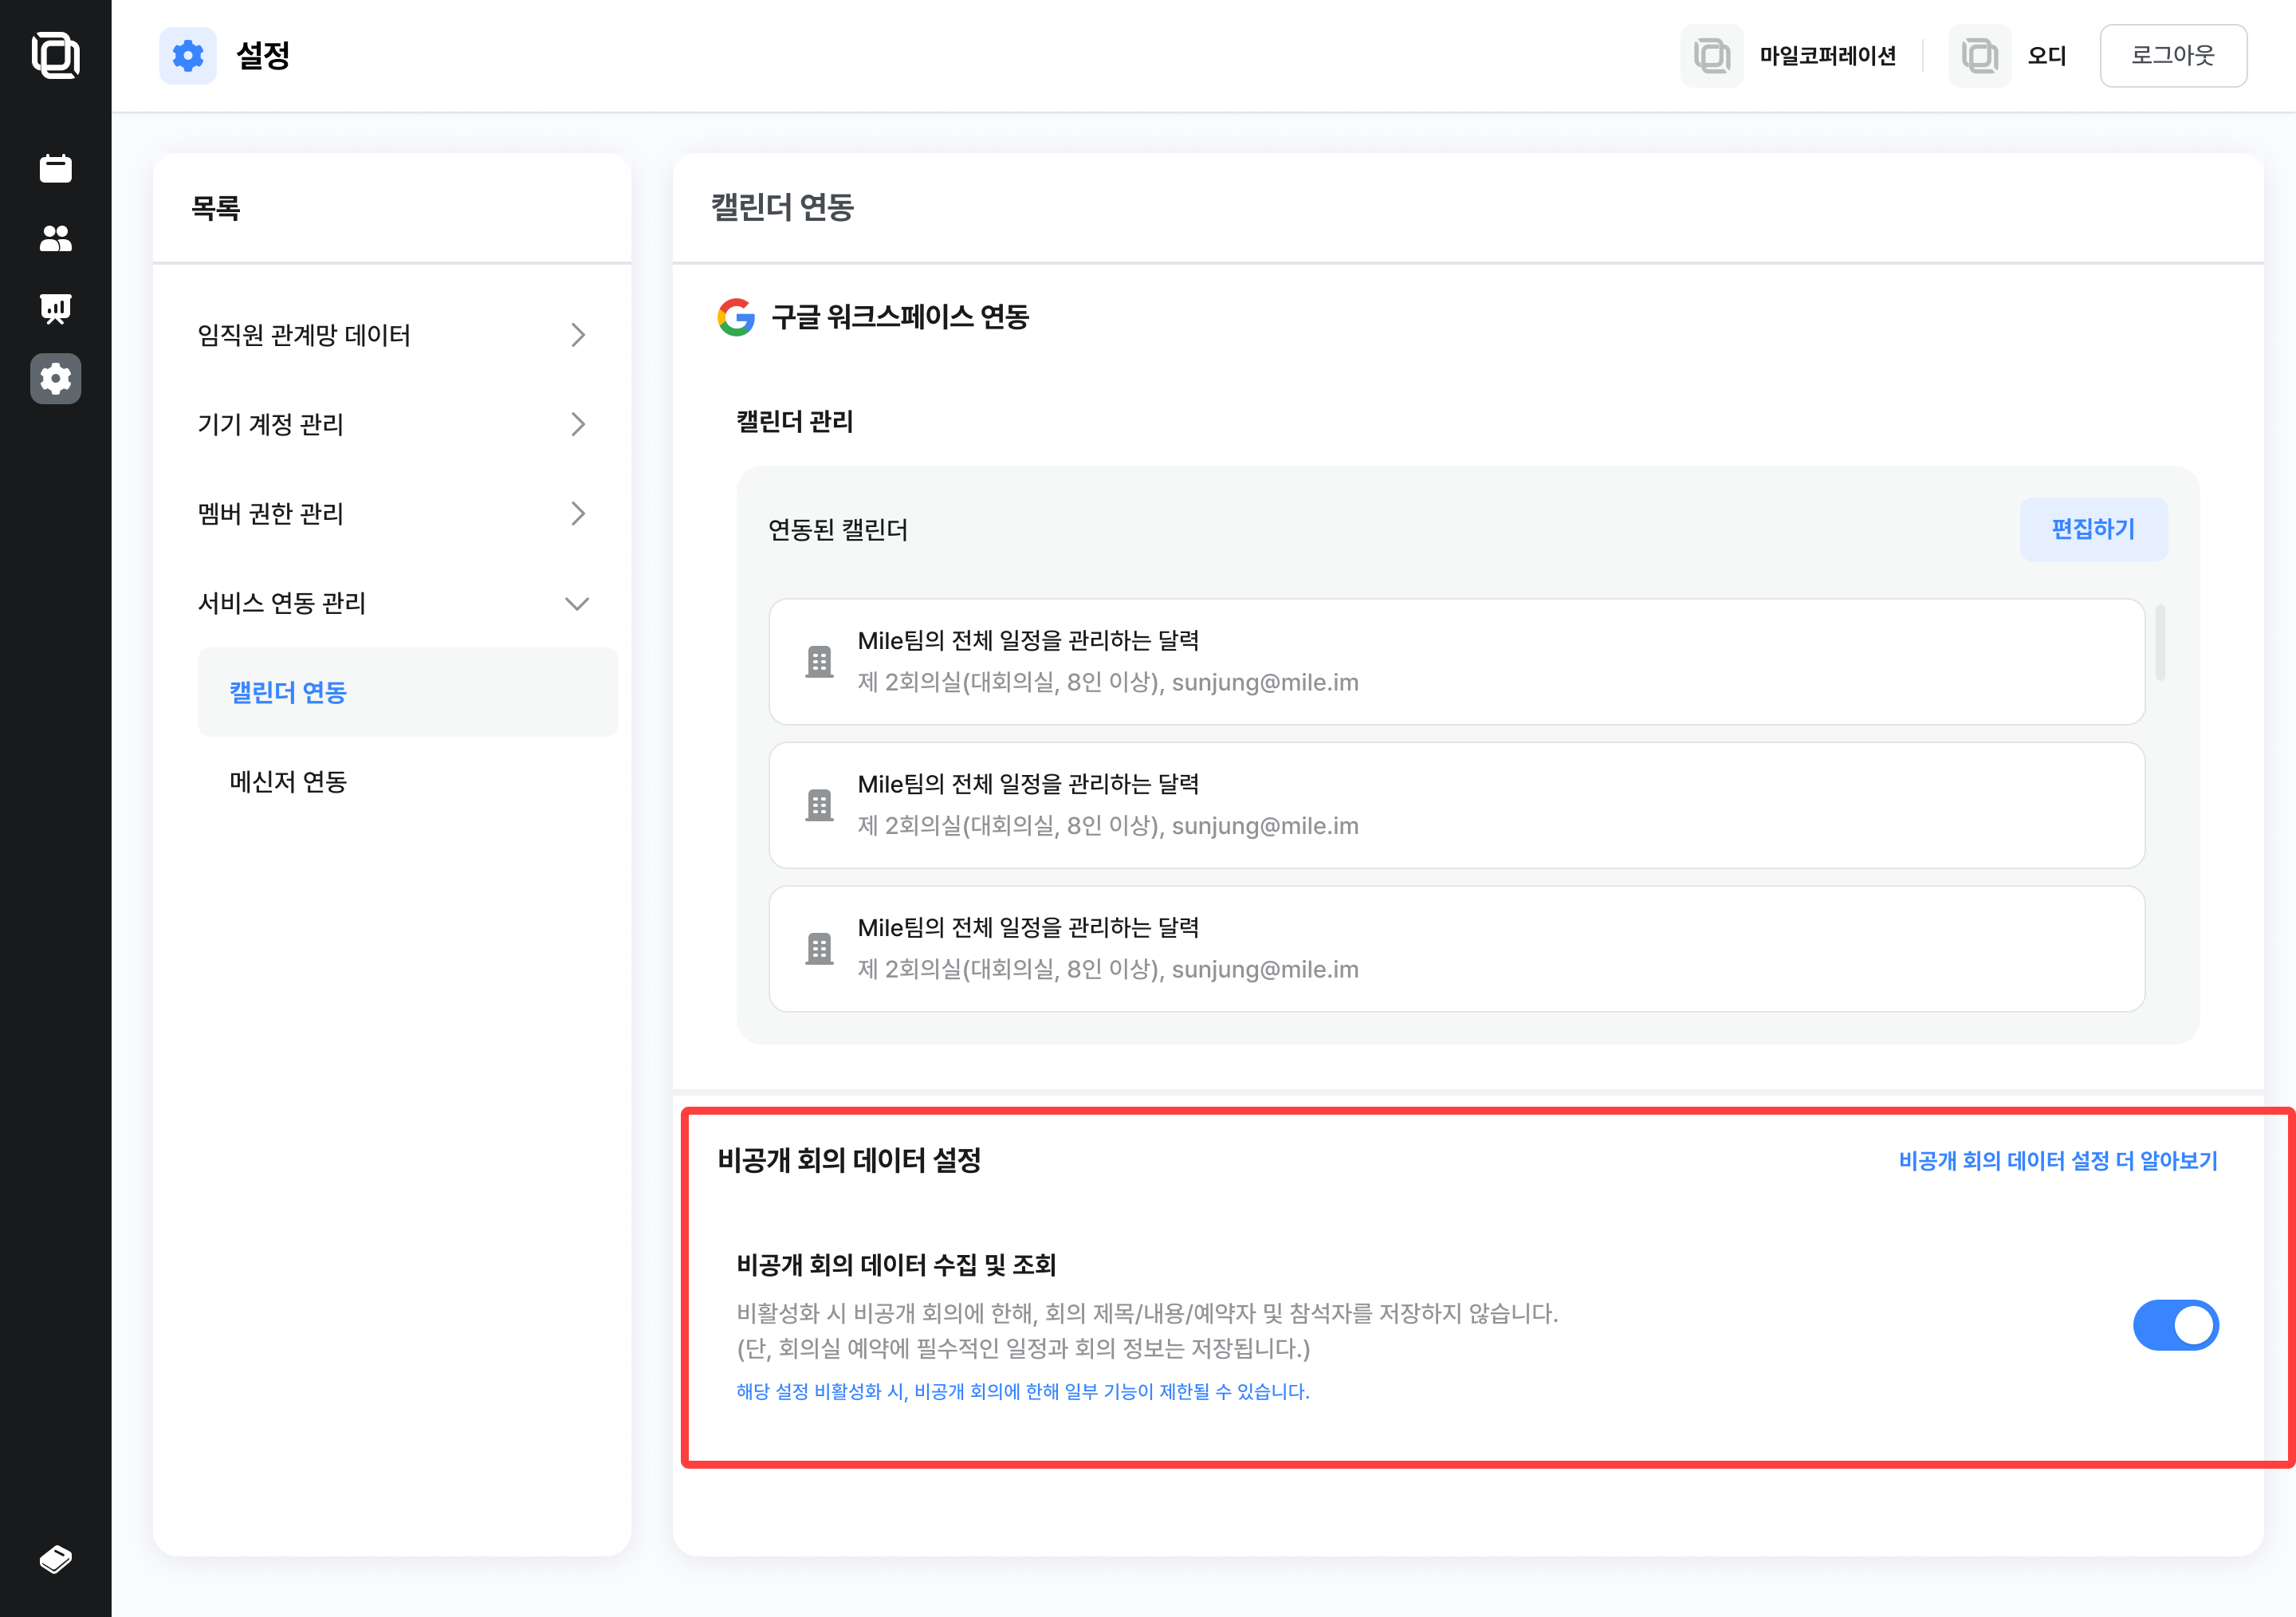 설정
마일코퍼레이션
오디
로그아웃
목록
임직원 관계망 데이터
기기 계정 관리
멤버 권한 관리
서비스 연동 관리
캘린더 연동
메신저 연동
캘린더 연동
구글 워크스페이스 연동
캘린더 관리
연동된 캘린더
편집하기
Mile팀의 전체 일정을 관리하는 달력
제 2회의실(대회의실, 8인 이상), sunjung@mile.im
Mile팀의 전체 일정을 관리하는 달력
제 2회의실(대회의실, 8인 이상), sunjung@mile.im
Mile팀의 전체 일정을 관리하는 달력
제 2회의실(대회의실, 8인 이상), sunjung@mile.im
비공개 회의 데이터 설정
비공개 회의 데이터 설정 더 알아보기
비공개 회의 데이터 수집 및 조회
비활성화 시 비공개 회의에 한해, 회의 제목/내용/예약자 및 참석자를 저장하지 않습니다.
(단, 회의실 예약에 필수적인 일정과 회의 정보는 저장됩니다.)
해당 설정 비활성화 시, 비공개 회의에 한해 일부 기능이 제한될 수 있습니다.